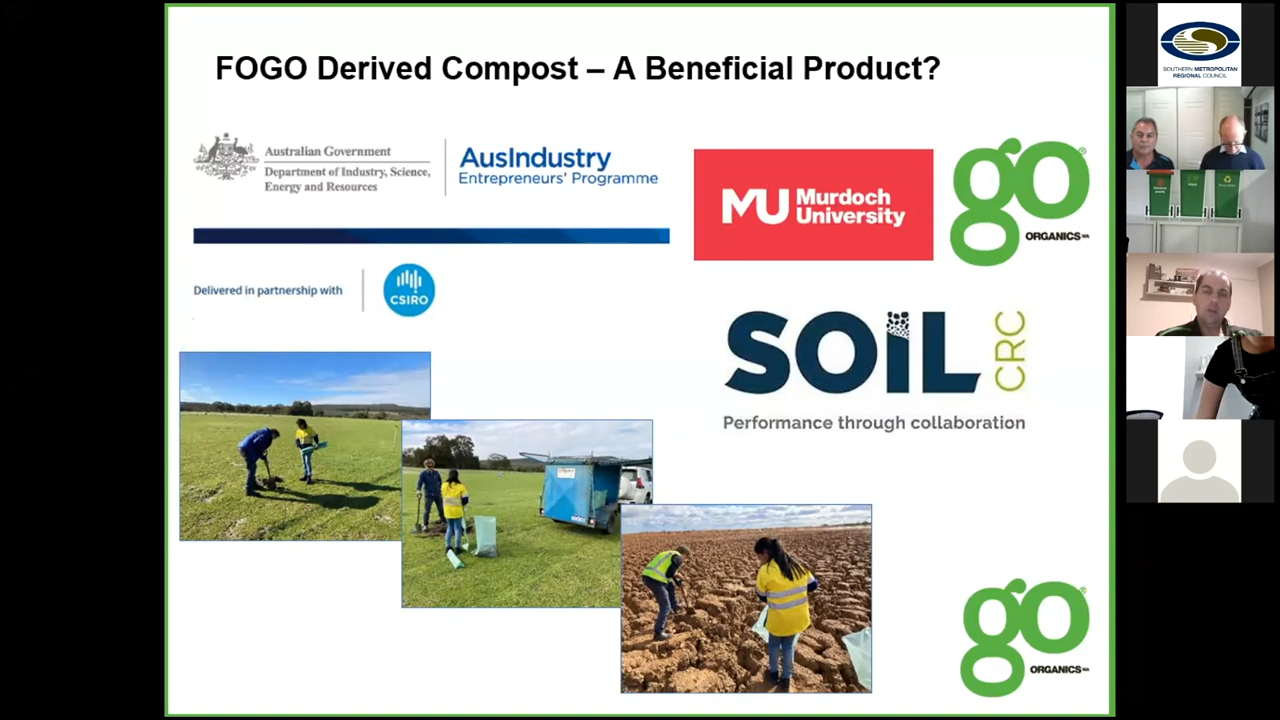 FOGO Derived Compost – A Beneficial Product?
Australian Government
Department of Industry, Science,
Energy and Resources
AusIndustry
Entrepreneurs' Programme
Delivered in partnership with
CSIRO
MU Murdoch
University
go®
ORGANICS WA
SOiL CRC
Performance through collaboration
go®
ORGANICS WA
SOUTHERN METROPOLITAN
REGIONAL COUNCIL